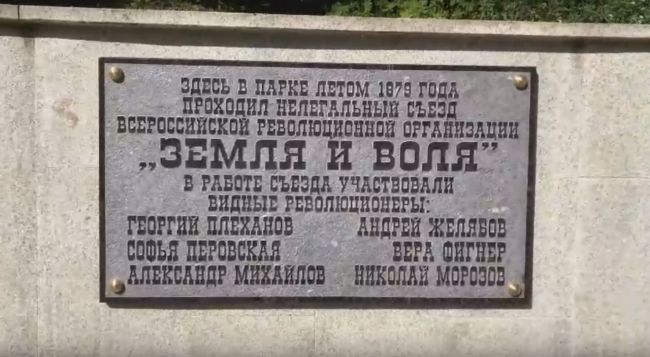 ЗДЕСЬ В ПАРКЕ ЛЕТОМ 1879 ГОДА
ПРОХОДИЛ НЕЛЕГАЛЬНЫЙ СЪЕЗД
ВСЕРОССИЙСКОЙ РЕВОЛЮЦИОННОЙ ОРГАНИЗАЦИИ
„ЗЕМЛЯ И ВОЛЯ”
В РАБОТЕ СЪЕЗДА УЧАСТВОВАЛИ
ВИДНЫЕ РЕВОЛЮЦИОНЕРЫ:
ГЕОРГИЙ ПЛЕХАНОВ АНДРЕЙ ЖЕЛЯБОВ
СОФЬЯ ПЕРОВСКАЯ ВЕРА ФИГНЕР
АЛЕКСАНДР МИХАЙЛОВ НИКОЛАЙ МОРОЗОВ